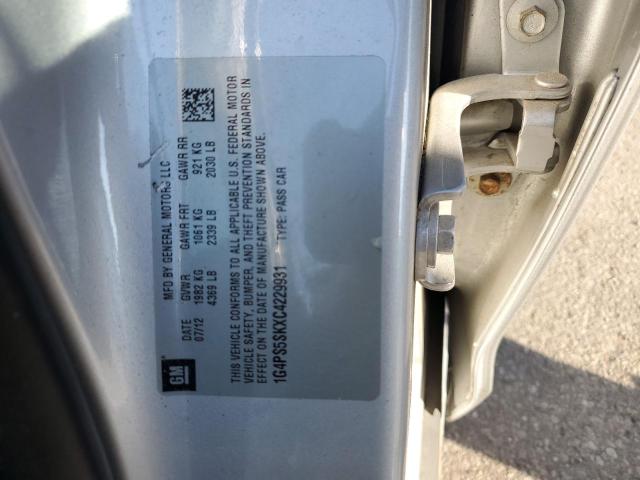 GM
MFD BY GENERAL MOTORS LLC
DATE GVWR GAWR FRT GAWR RR
07/12 1982 KG 1061 KG 921 KG
4369 LB 2339 LB 2030 LB
THIS VEHICLE CONFORMS TO ALL APPLICABLE U.S. FEDERAL MOTOR
VEHICLE SAFETY, BUMPER, AND THEFT PREVENTION STANDARDS IN
EFFECT ON THE DATE OF MANUFACTURE SHOWN ABOVE.
1G4PS5SKXC4229931 TYPE: PASS CAR
GM